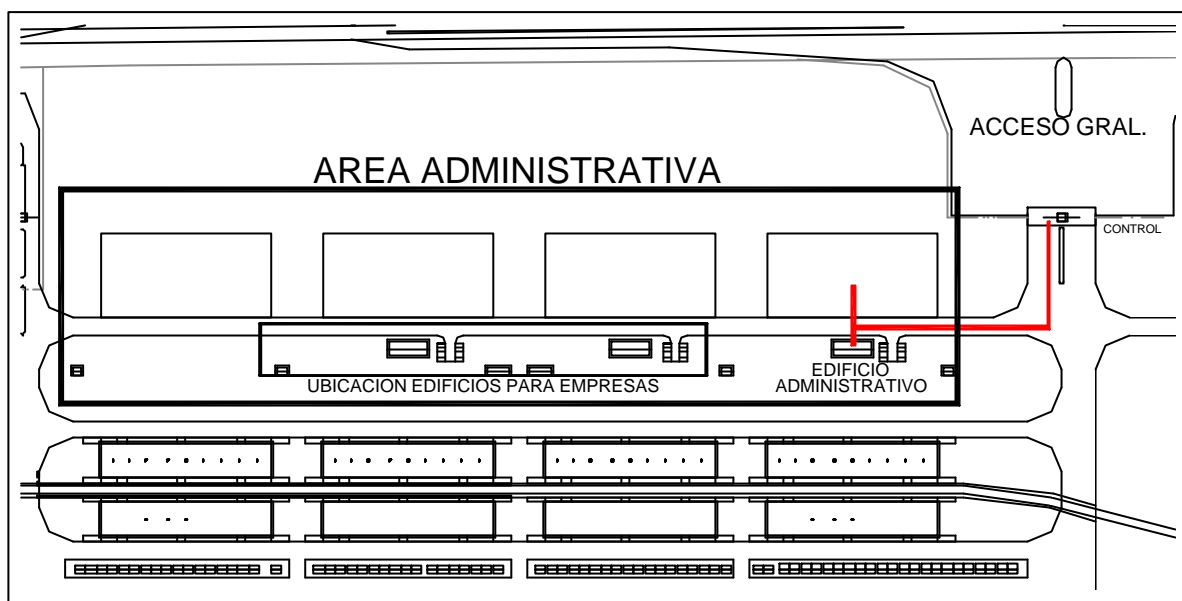 ACCESO GRAL.
AREA ADMINISTRATIVA
CONTROL
EDIFICIO
ADMINISTRATIVO
UBICACION EDIFICIOS PARA EMPRESAS